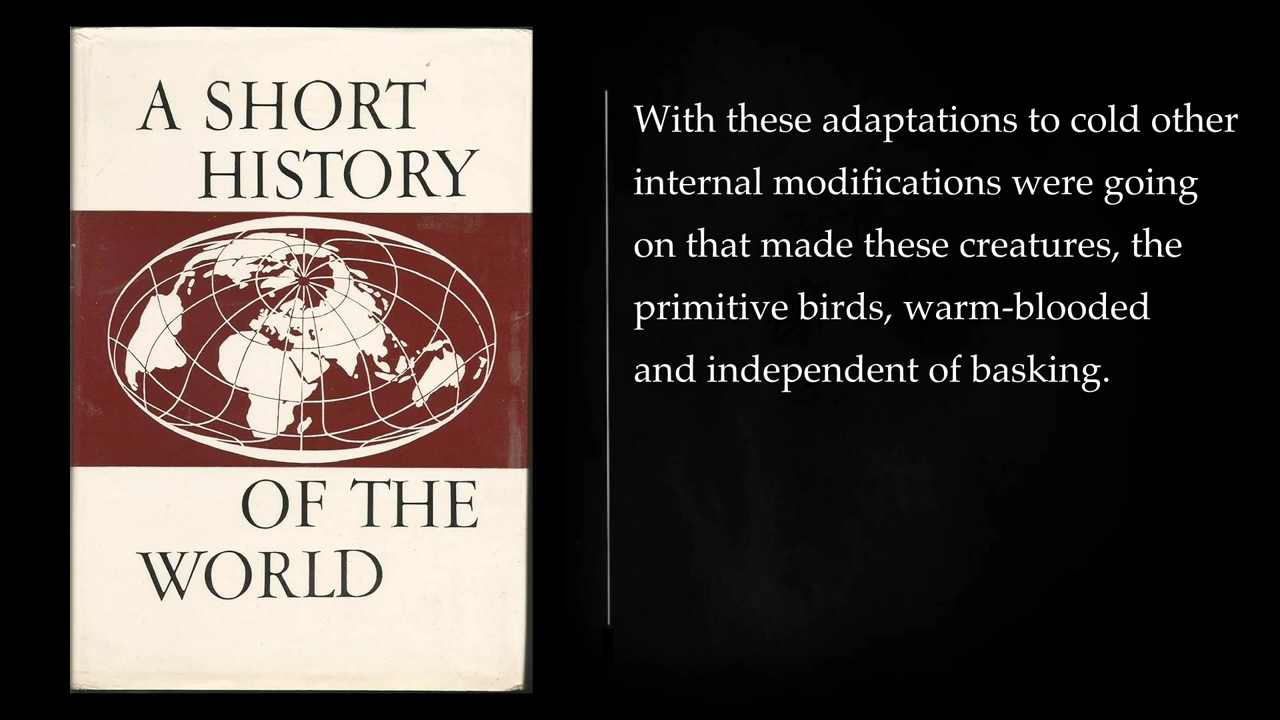 A SHORT
HISTORY
OF THE
WORLD
With these adaptations to cold other
internal modifications were going
on that made these creatures, the
primitive birds, warm-blooded
and independent of basking.